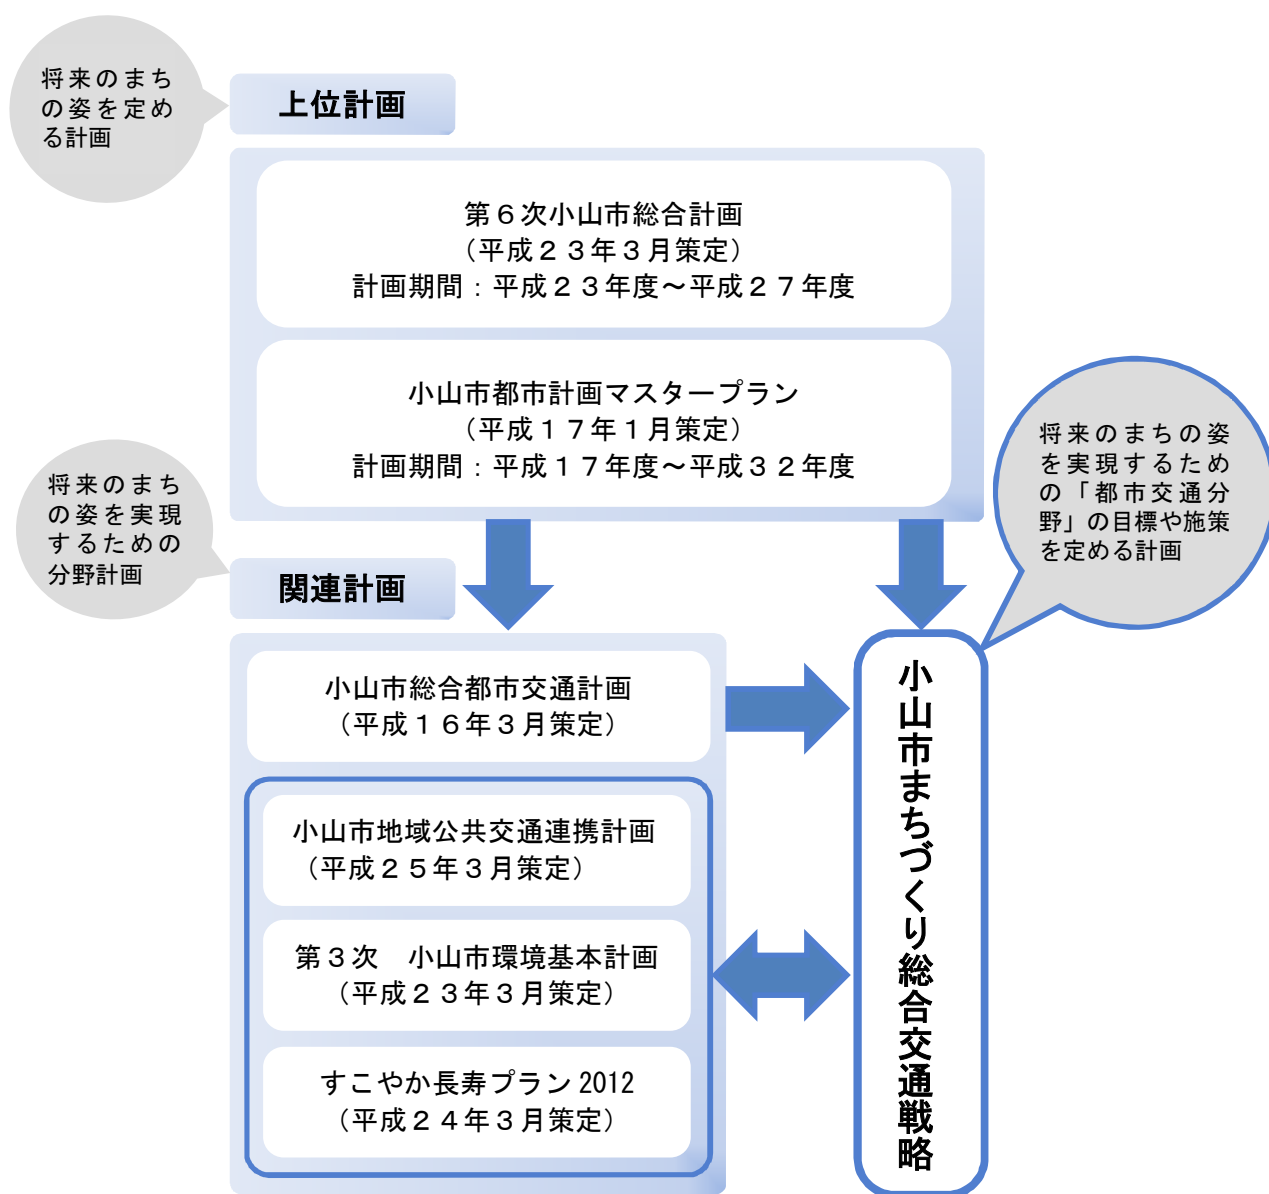 将来のまち
の姿を定め
る計画
上位計画
第６次小山市総合計画
（平成２３年３月策定）
計画期間：平成２３年度～平成２７年度
小山市都市計画マスタープラン
（平成１７年１月策定）
計画期間：平成１７年度～平成３２年度
将来のまちの姿
を実現するため
の「都市交通分
野」の目標や施策
を定める計画
将来のまち
の姿を実現
するための
分野計画
関連計画
小山市総合都市交通計画
（平成１６年３月策定）
小山市地域公共交通連携計画
（平成２５年３月策定）
第３次　小山市環境基本計画
（平成２３年３月策定）
すこやか長寿プラン 2012
（平成２４年３月策定）
小山市まちづくり総合交通戦略